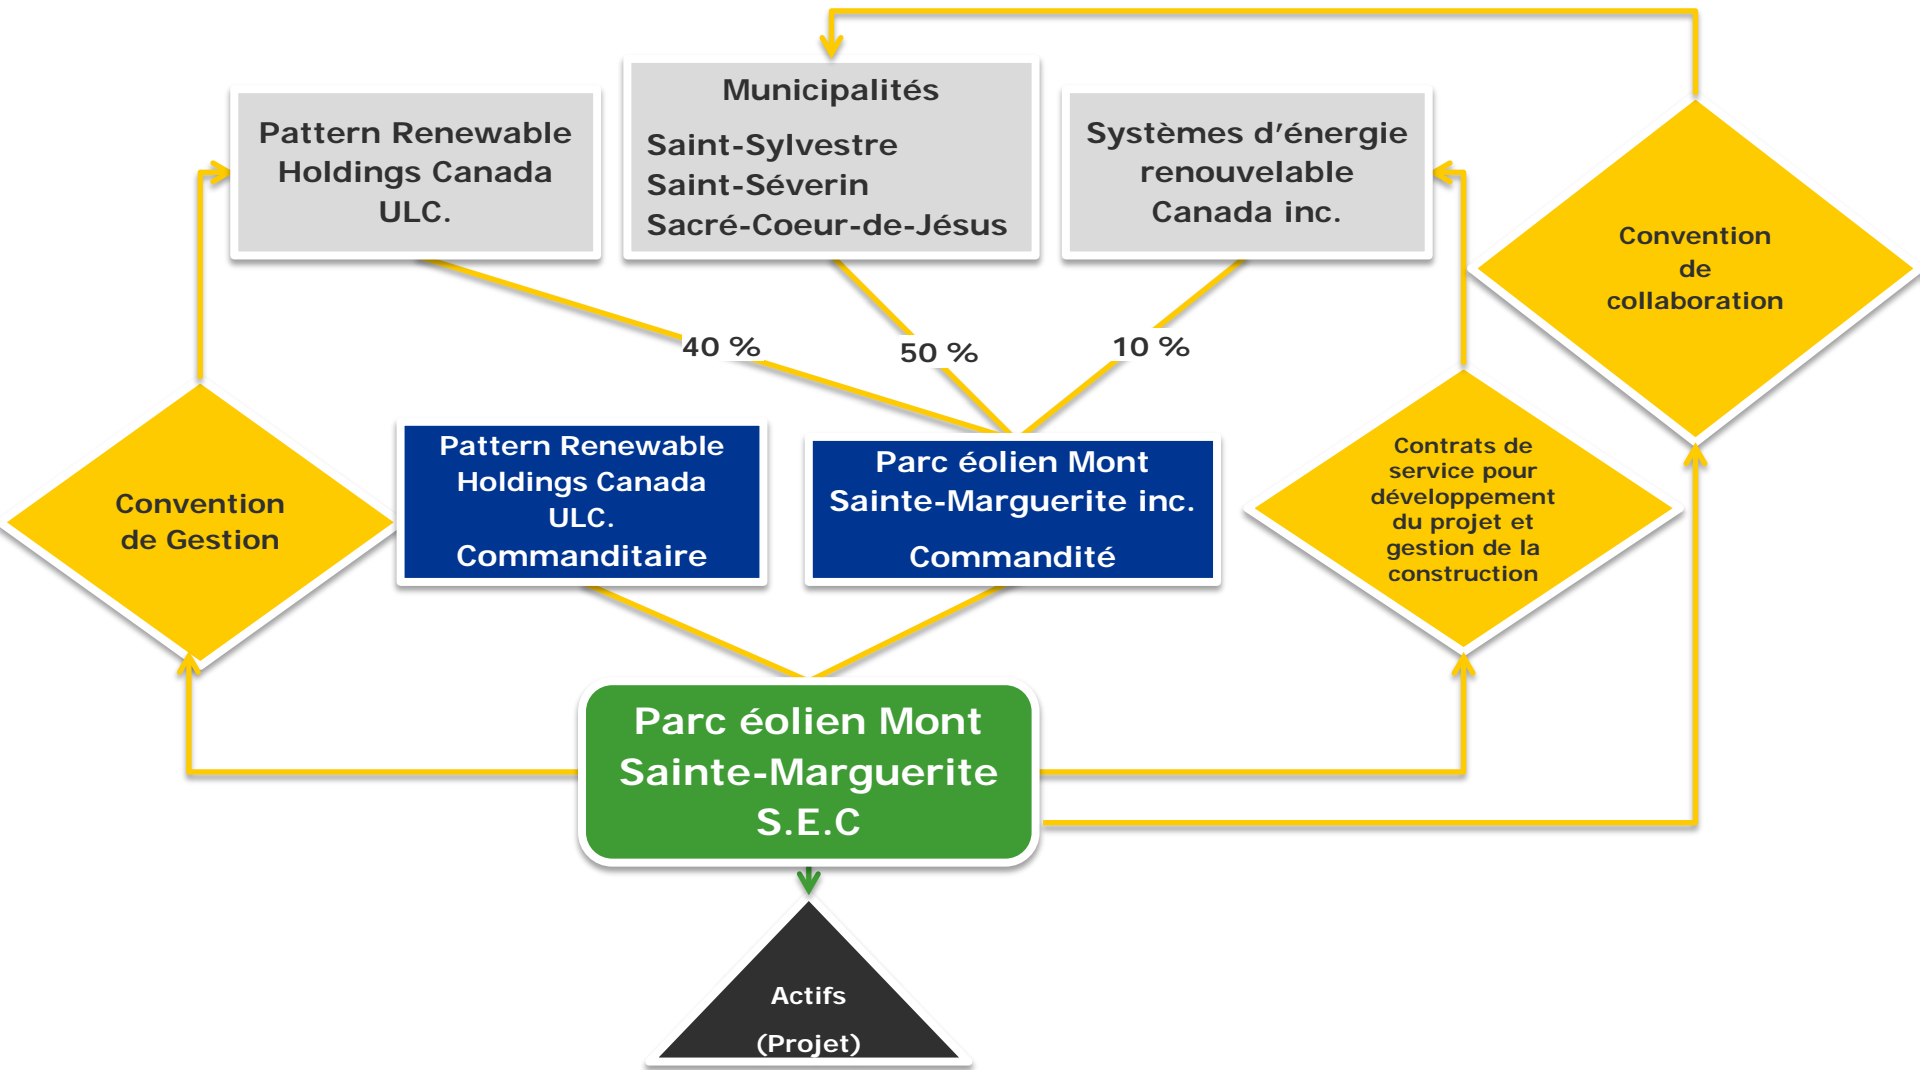 Municipalités
Saint-Sylvestre
Saint-Séverin
Sacré-Coeur-de-Jésus
Pattern Renewable
Holdings Canada
ULC.
Systèmes d'énergie
renouvelable
Canada inc.
Convention
de
collaboration
40 %
50 %
10 %
Convention
de Gestion
Pattern Renewable
Holdings Canada
ULC.
Commanditaire
Parc éolien Mont
Sainte-Marguerite inc.
Commandité
Contrats de
service pour
développement
du projet et
gestion de la
construction
Parc éolien Mont
Sainte-Marguerite
S.E.C
Actifs
(Projet)